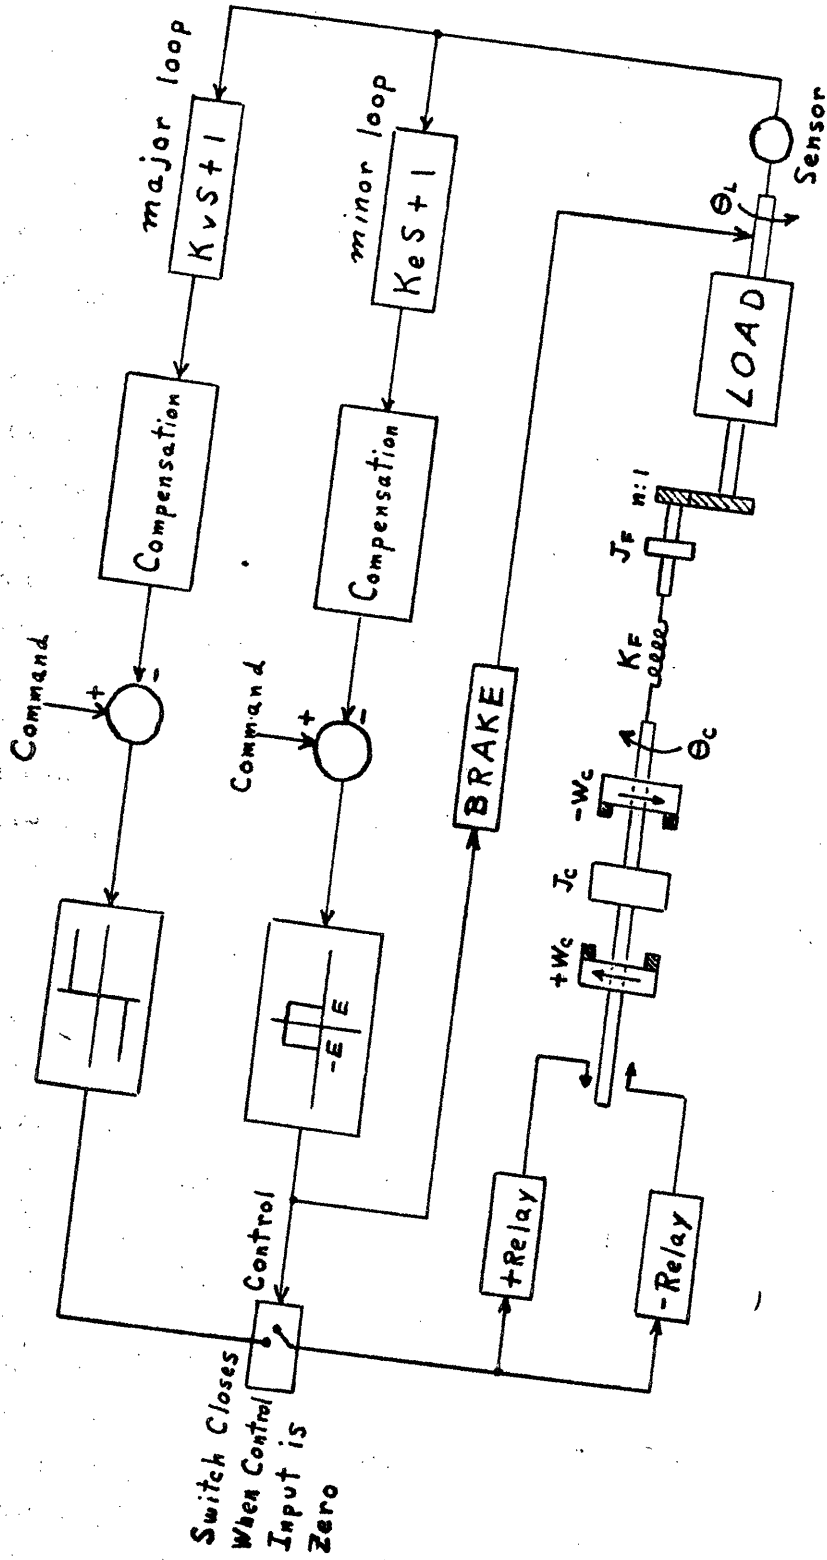 Command
major loop
+
-
Compensation
KvS+1
Command
minor loop
+
-
-E E
Compensation
KeS+1
Switch Closes
When Control
Input is
Zero
Control
BRAKE
+Relay
-Relay
+Wc
Jc
-Wc
θc
KF
JF
n:1
LOAD
θL
Sensor